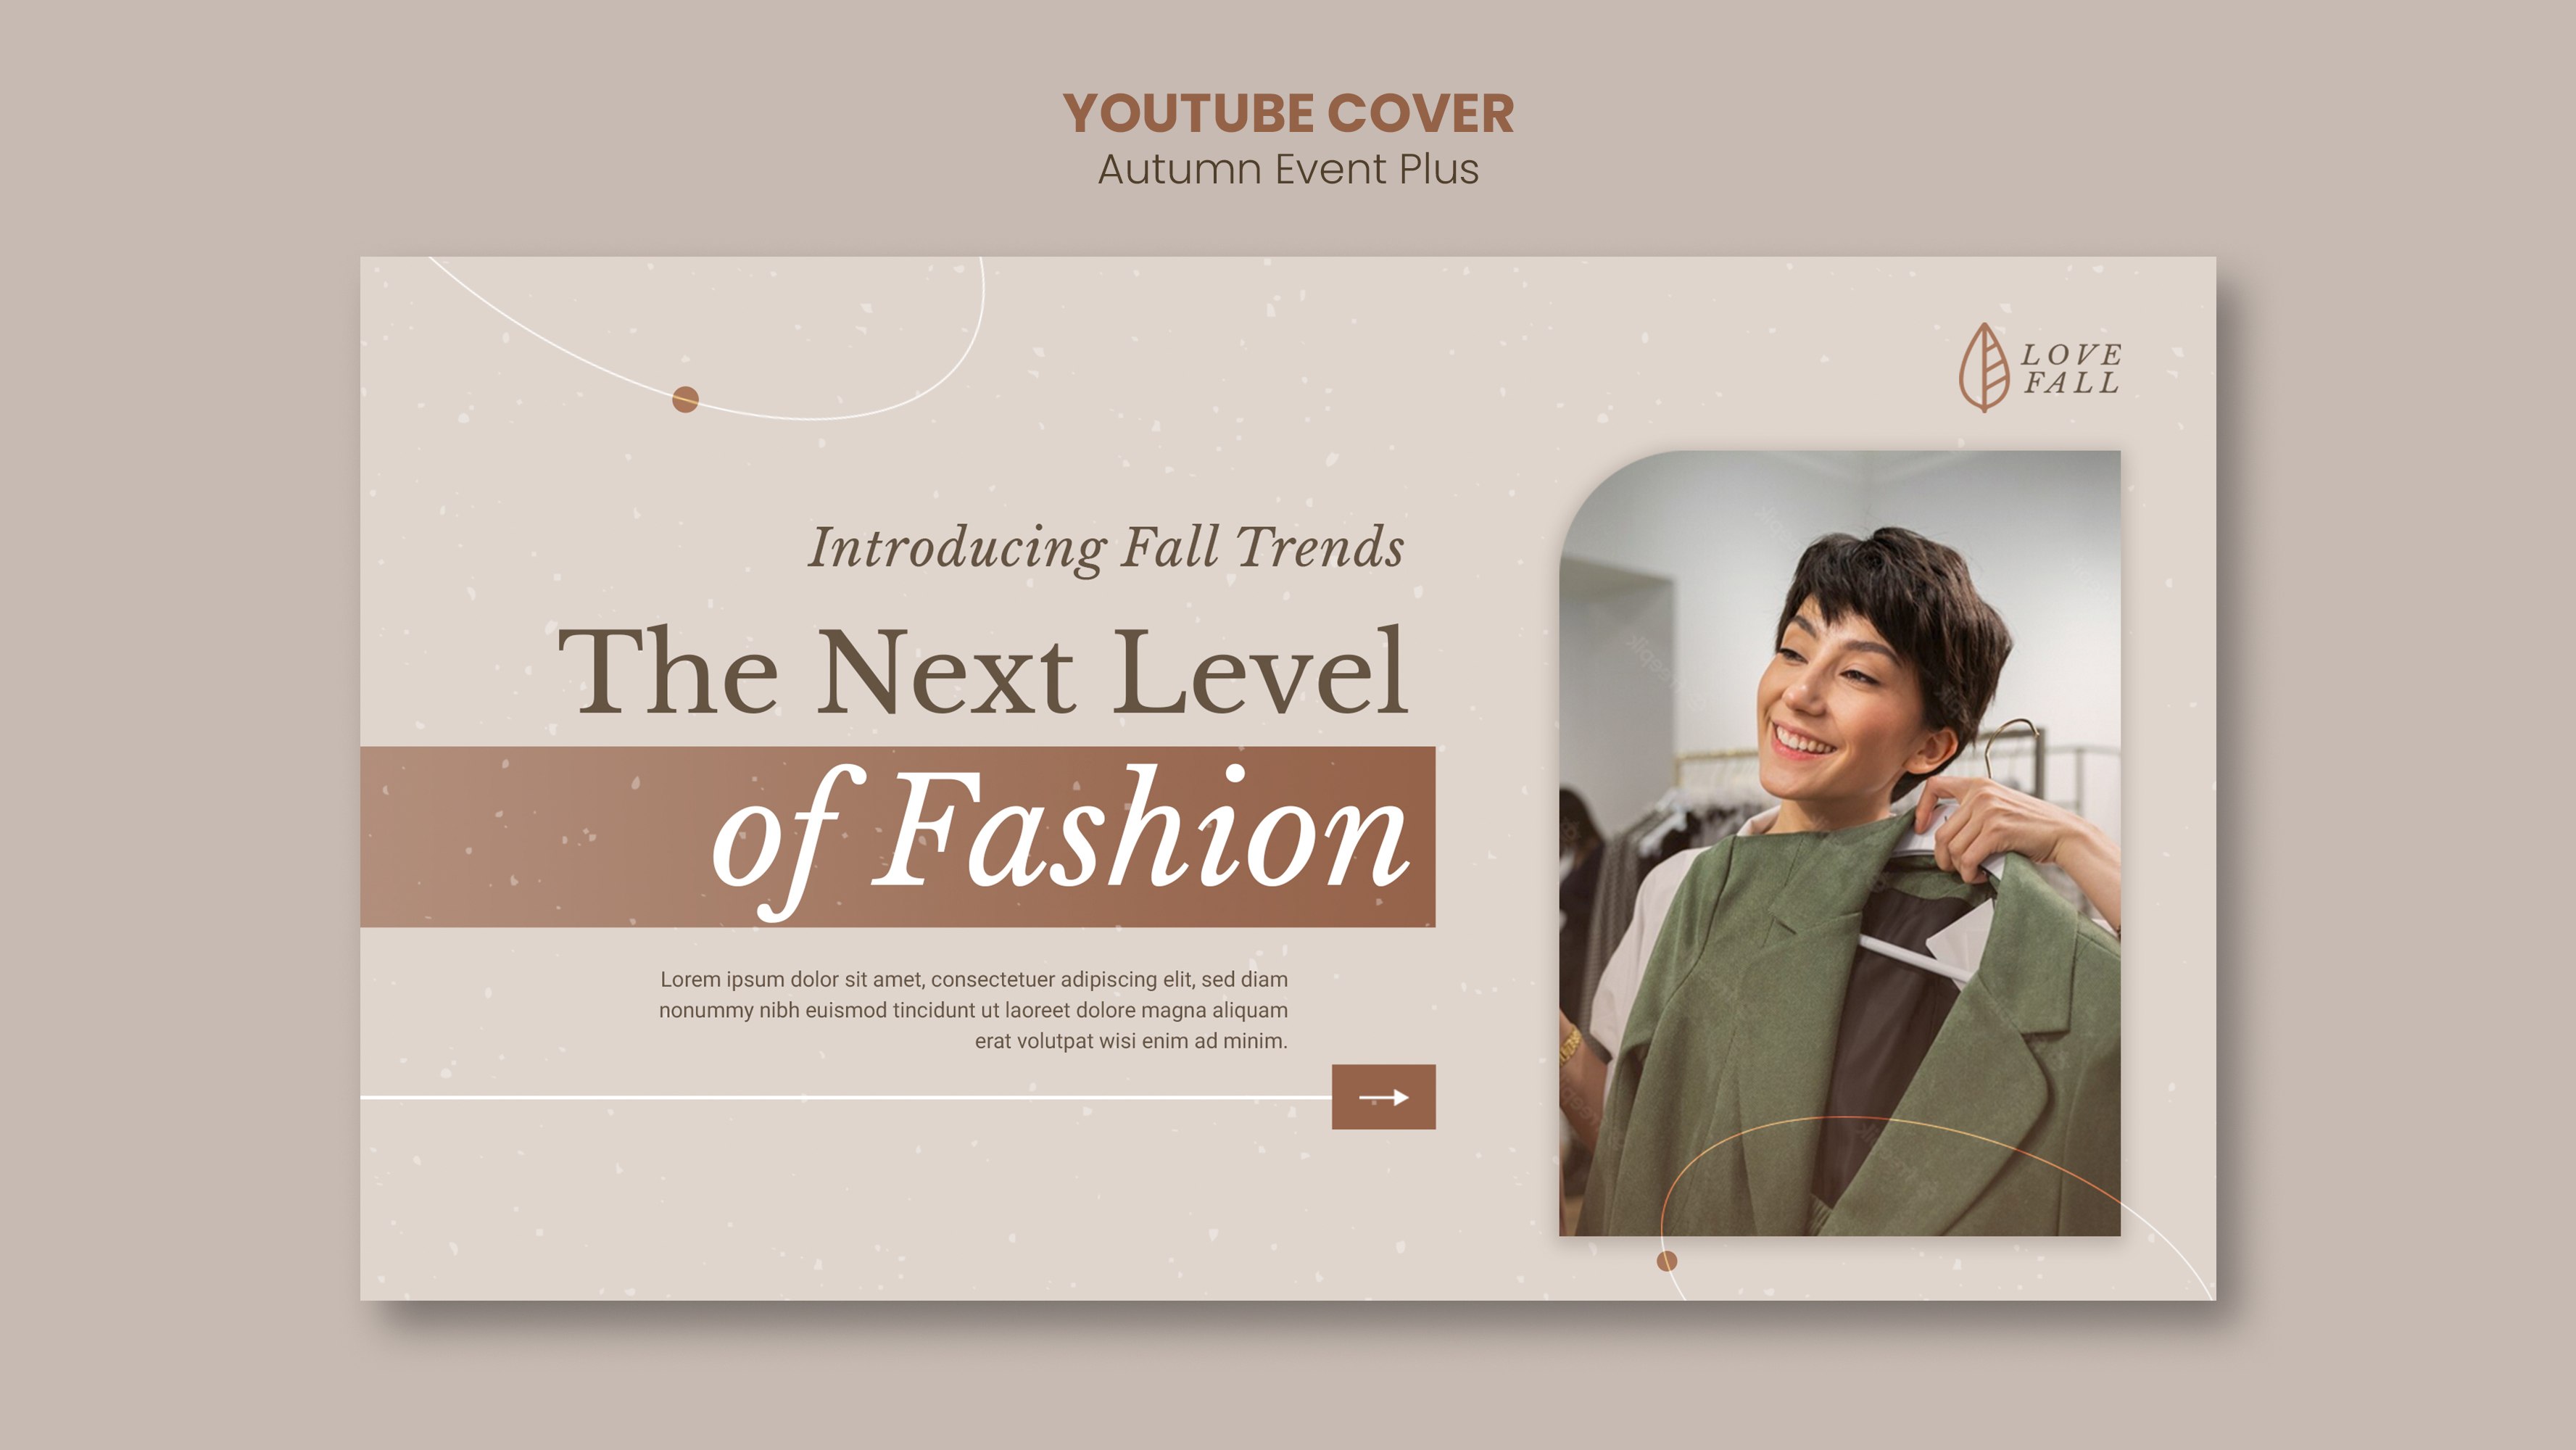 YOUTUBE COVER
Autumn Event Plus
LOVE
FALL
Introducing Fall Trends
The Next Level
of Fashion
Lorem ipsum dolor sit amet, consectetuer adipiscing elit, sed diam
nonummy nibh euismod tincidunt ut laoreet dolore magna aliquam
erat volutpat wisi enim ad minim.